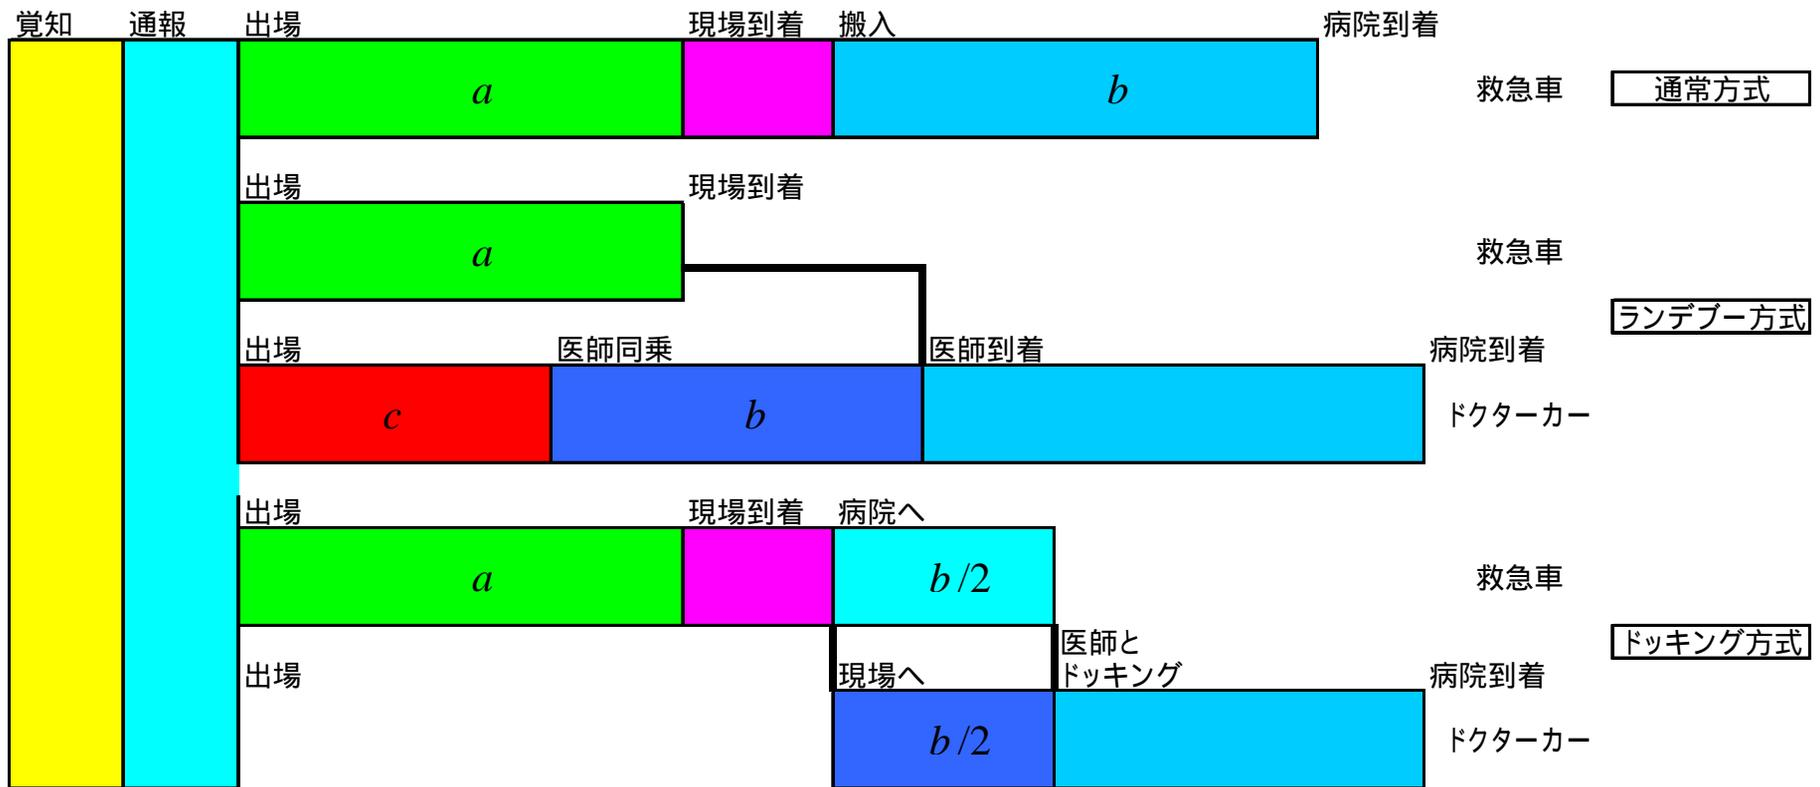 覚知 通報 出場 現場到着 搬入 病院到着
a b 救急車 通常方式
出場 現場到着
a 救急車
ランデブー方式
出場 医師同乗 医師到着 病院到着
c b ドクターカー
出場 現場到着 病院へ
a b/2 救急車
医師と ドッキング方式
出場 現場へ ドッキング 病院到着
b/2 ドクターカー